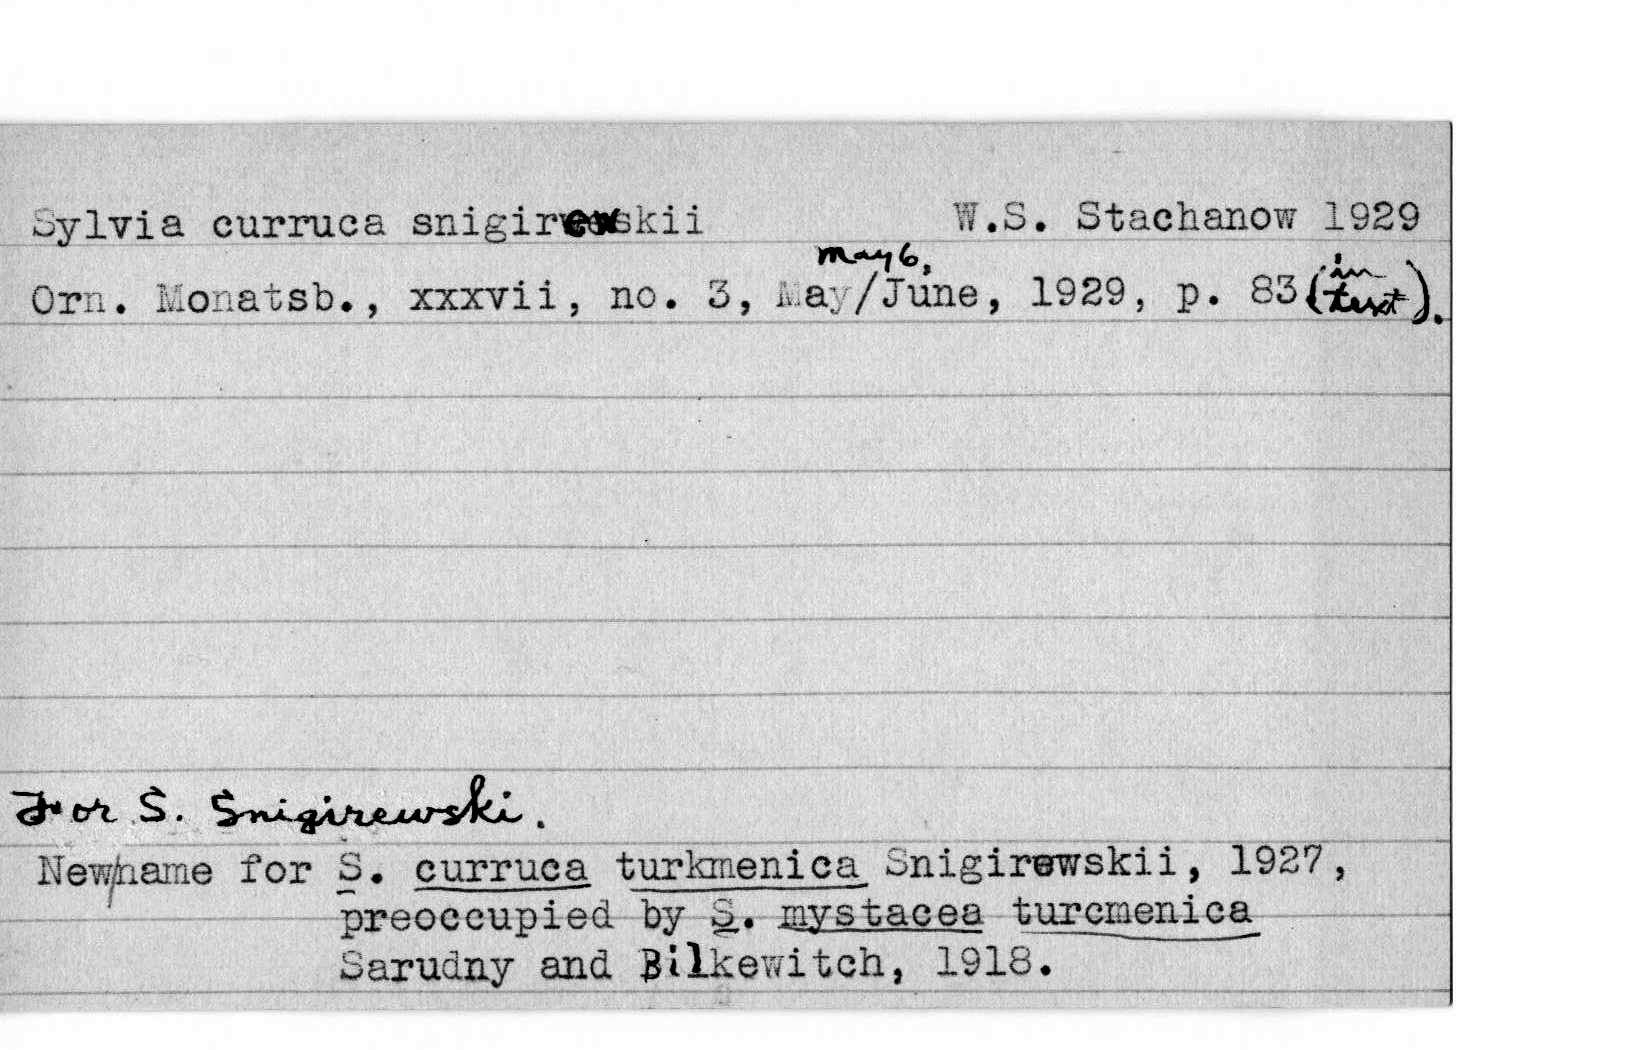 Sylvia curruca snigirewskii W.S. Stachanow 1929
May 6,
Orn. Monatsb., xxxvii, no. 3, May/June, 1929, p. 83 (in text).
For S. Snigirewski.
New/name for S. curruca turkmenica Snigirewskii, 1927,
preoccupied by S. mystacea turcmenica
Sarudny and Bilkewitch, 1918.